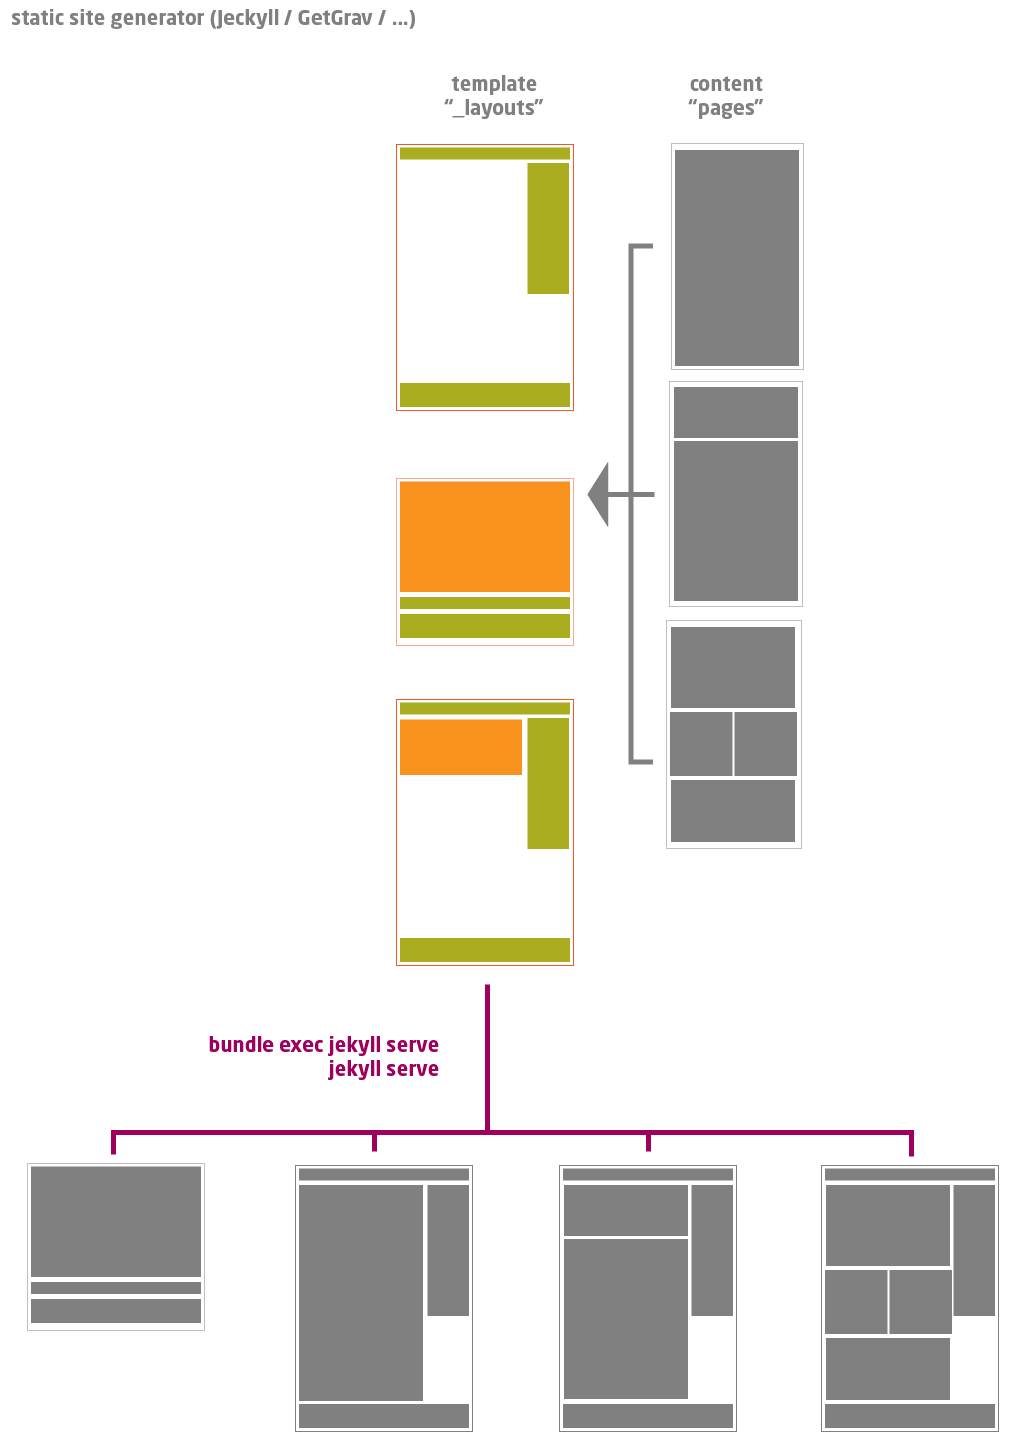 static site generator (Jeckyll / GetGrav / ...)
template
“_layouts”
content
“pages”
bundle exec jekyll serve
jekyll serve